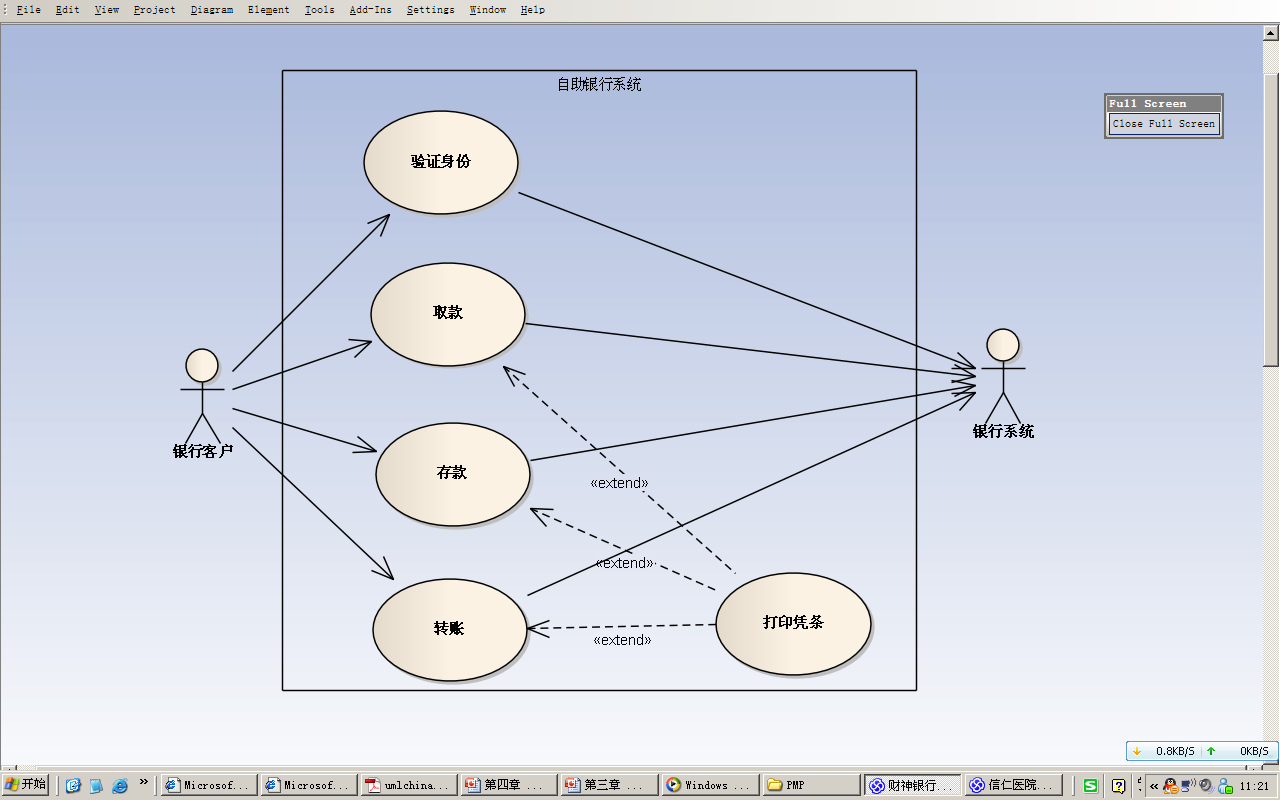 File Edit View Project Diagram Element Tools Add-Ins Settings Window Help
自助银行系统
Full Screen
Close Full Screen
验证身份
取款
银行客户
银行系统
存款
«extend»
«extend»
转账
打印凭条
«extend»
0.8KB/S 0KB/S
开始 » Microsof... Microsof... umlchina... 第四章 ... 第三章 ... Windows ... PMP 财神银行... 信仁医院... « 11:21